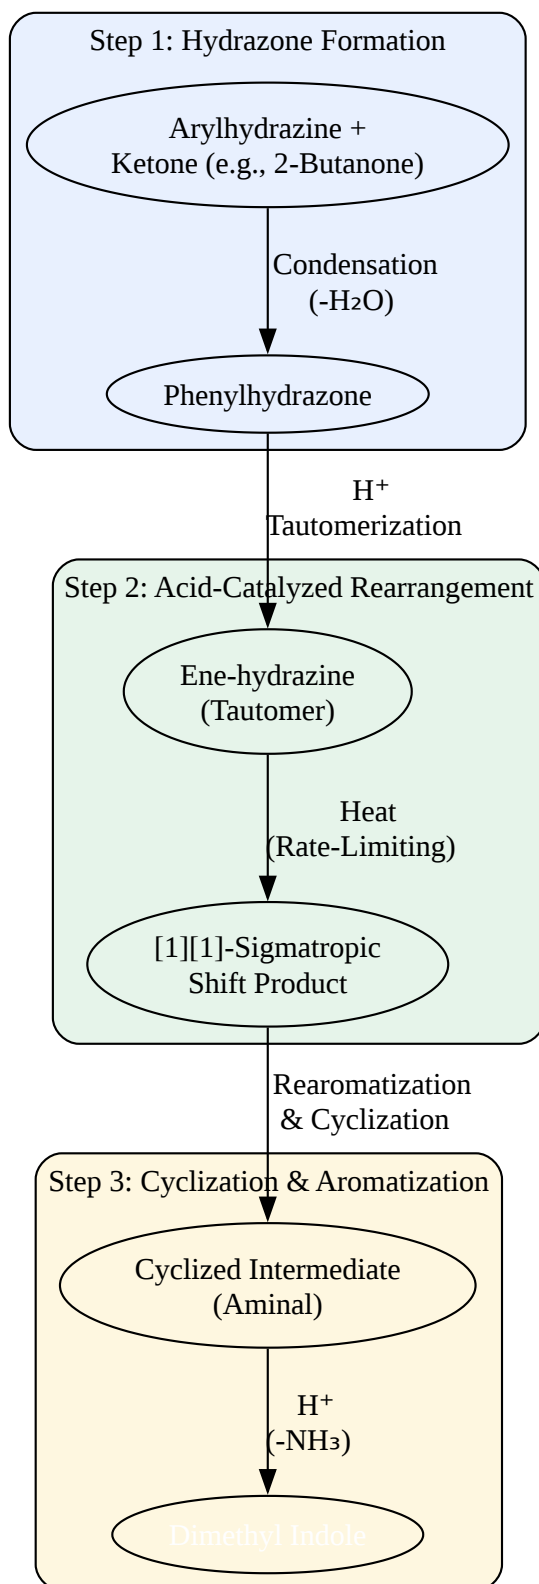 Step 1: Hydrazone Formation
Arylhydrazine +
Ketone (e.g., 2-Butanone)
Condensation
(-H₂O)
Phenylhydrazone
H⁺
Tautomerization
Step 2: Acid-Catalyzed Rearrangement
Ene-hydrazine
(Tautomer)
Heat
(Rate-Limiting)
[1][1]-Sigmatropic
Shift Product
Rearomatization
& Cyclization
Step 3: Cyclization & Aromatization
Cyclized Intermediate
(Aminal)
H⁺
(-NH₃)
Dimethyl Indole